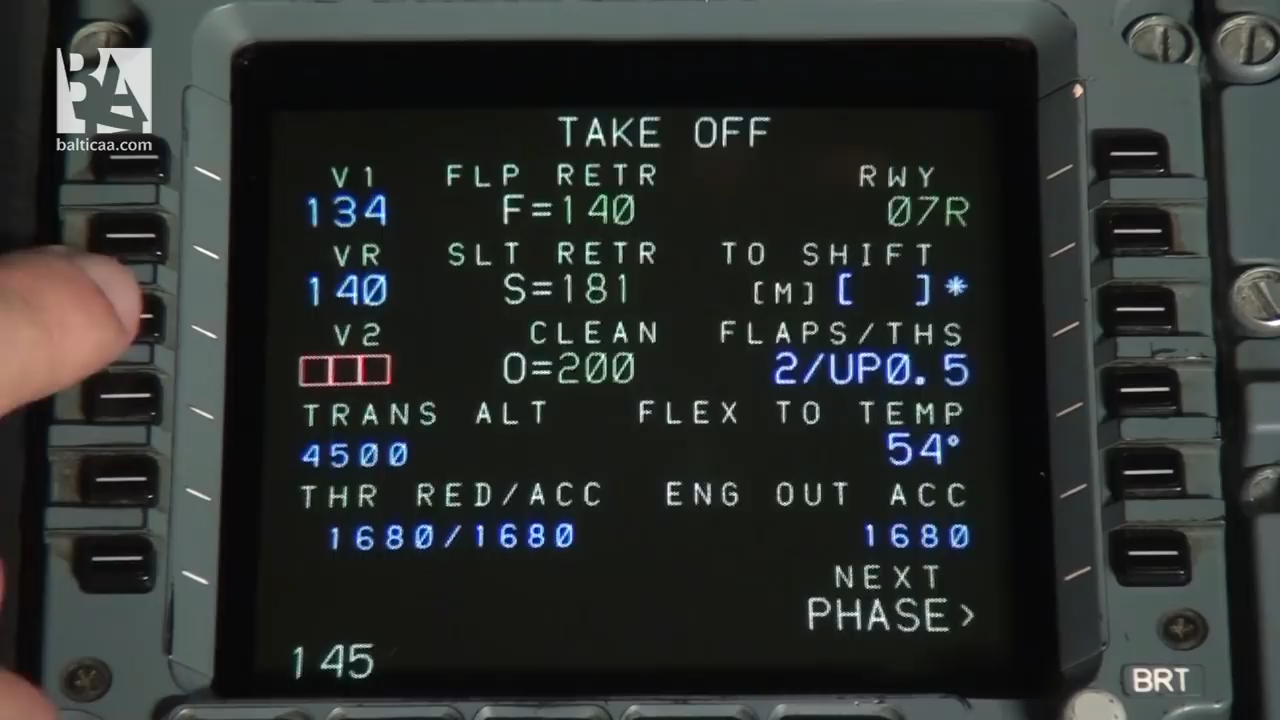 BA
balticaa.com
TAKE OFF
V1 FLP RETR RWY
134 F=140 07R
VR SLT RETR TO SHIFT
140 S=181 [M] [ ]*
V2 CLEAN FLAPS/THS
O=200 2/UP0.5
TRANS ALT FLEX TO TEMP
4500 54°
THR RED/ACC ENG OUT ACC
1680/1680 1680
NEXT
PHASE>
145
BRT